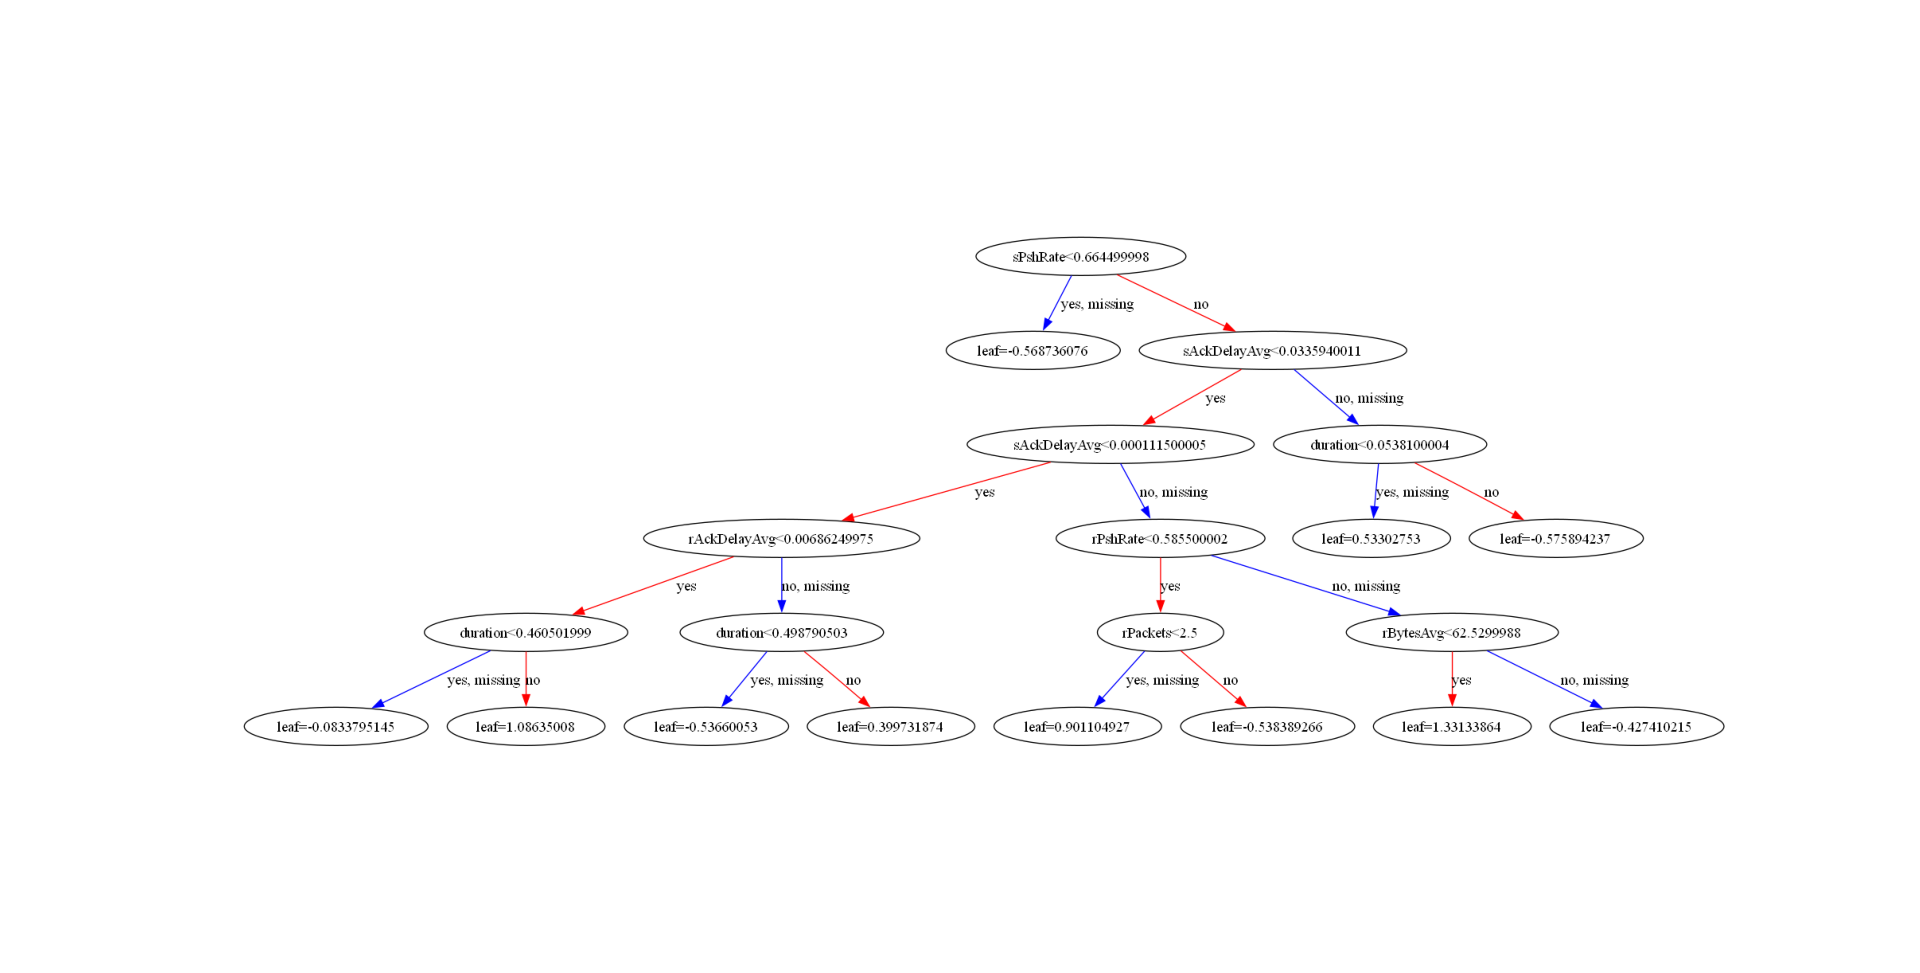 sPshRate<0.664499998
yes, missing
no
leaf=-0.568736076
sAckDelayAvg<0.0335940011
yes
no, missing
sAckDelayAvg<0.000111500005
duration<0.0538100004
yes
no, missing
yes, missing
no
rAckDelayAvg<0.00686249975
rPshRate<0.585500002
leaf=0.53302753
leaf=-0.575894237
yes
no, missing
yes
no, missing
duration<0.460501999
duration<0.498790503
rPackets<2.5
rBytesAvg<62.5299988
yes, missing
no
yes, missing
no
yes, missing
no
yes
no, missing
leaf=-0.0833795145
leaf=1.08635008
leaf=-0.53660053
leaf=0.399731874
leaf=0.901104927
leaf=-0.538389266
leaf=1.33133864
leaf=-0.427410215